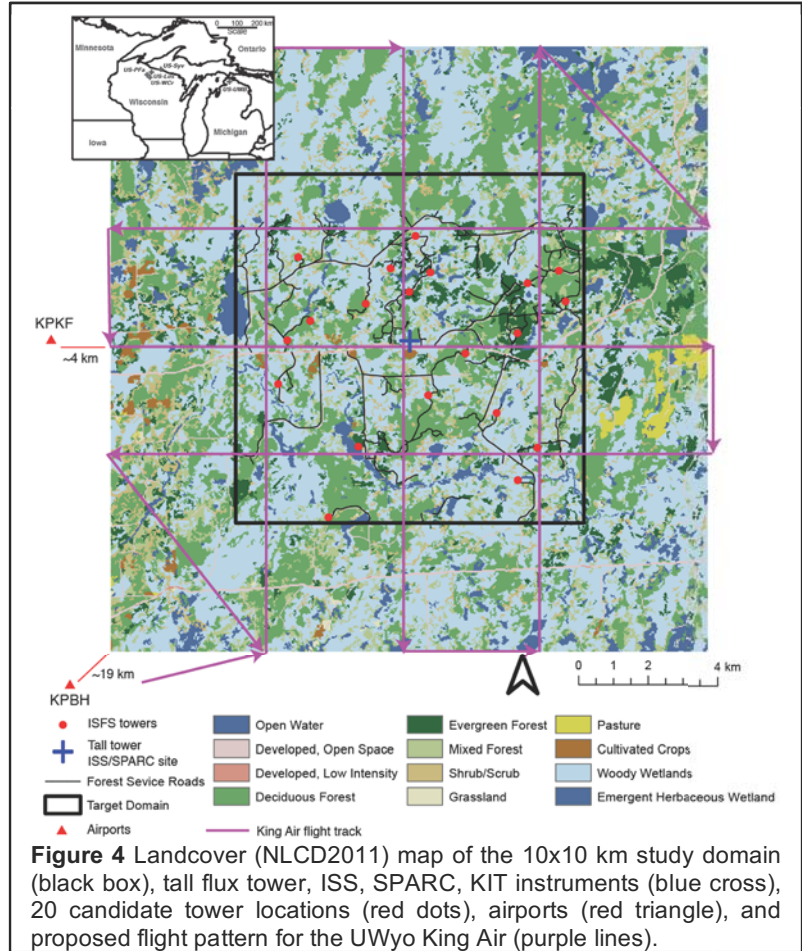 0 100 200 km
Scale
Minnesota
Ontario
US-PFa
US-Syv
US-Los
US-WCr
US-UMB
Wisconsin
Michigan
Iowa
KPKF
~4 km
~19 km
KPBH
0 1 2 4 km
ISFS towers
Tall tower
ISS/SPARC site
Forest Sevice Roads
Target Domain
Airports
Open Water
Developed, Open Space
Developed, Low Intensity
Deciduous Forest
King Air flight track
Evergreen Forest
Mixed Forest
Shrub/Scrub
Grassland
Pasture
Cultivated Crops
Woody Wetlands
Emergent Herbaceous Wetland
Figure 4 Landcover (NLCD2011) map of the 10x10 km study domain
(black box), tall flux tower, ISS, SPARC, KIT instruments (blue cross),
20 candidate tower locations (red dots), airports (red triangle), and
proposed flight pattern for the UWyo King Air (purple lines).